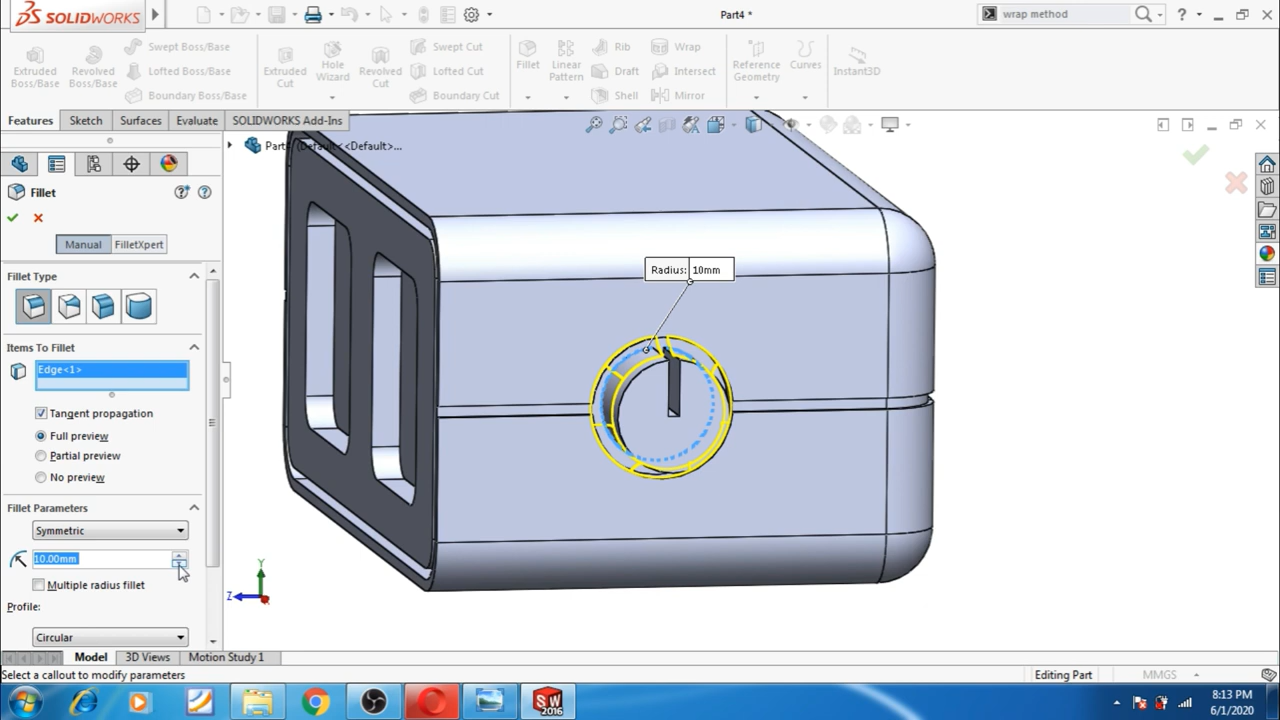 SOLIDWORKS
Part4 *
wrap method
Extruded Boss/Base
Revolved Boss/Base
Swept Boss/Base
Lofted Boss/Base
Boundary Boss/Base
Extruded Cut
Hole Wizard
Revolved Cut
Swept Cut
Lofted Cut
Boundary Cut
Fillet
Linear Pattern
Rib
Draft
Shell
Wrap
Intersect
Mirror
Reference Geometry
Curves
Instant3D
Features
Sketch
Surfaces
Evaluate
SOLIDWORKS Add-Ins
Part4 (Default<<Default>...
Fillet
Manual
FilletXpert
Fillet Type
Items To Fillet
Edge<1>
Tangent propagation
Full preview
Partial preview
No preview
Fillet Parameters
Symmetric
10.00mm
Multiple radius fillet
Profile:
Circular
Radius: 10mm
Y
Z
Model
3D Views
Motion Study 1
Select a callout to modify parameters
Editing Part
MMGS
SW
2016
8:13 PM
6/1/2020